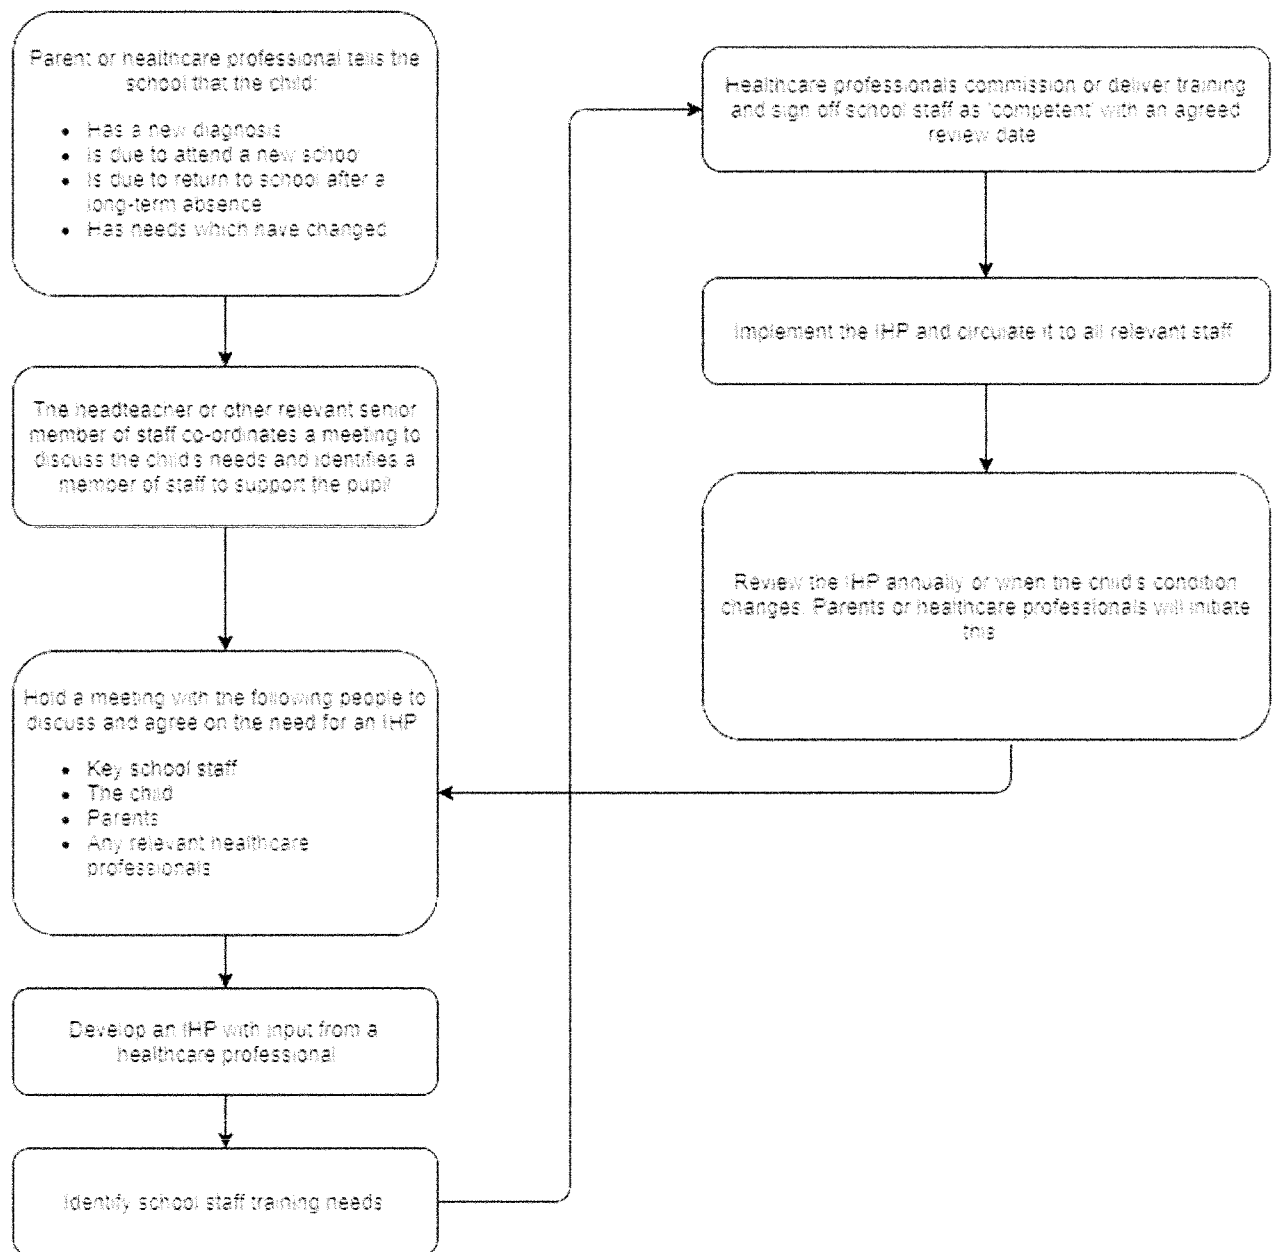 Parent or healthcare professional tells the
school that the child:
• Has a new diagnosis
• Is due to attend a new school
• Is due to return to school after a
long-term absence
• Has needs which have changed
The headteacher or other relevant senior
member of staff co-ordinates a meeting to
discuss the child's needs and identifies a
member of staff to support the pupil
Hold a meeting with the following people to
discuss and agree on the need for an IHP
• Key school staff
• The child
• Parents
• Any relevant healthcare
professionals
Develop an IHP with input from a
healthcare professional
Identify school staff training needs
Healthcare professionals commission or deliver training
and sign off school staff as 'competent' with an agreed
review date
Implement the IHP and circulate it to all relevant staff
Review the IHP annually or when the child's condition
changes. Parents or healthcare professionals will initiate
this